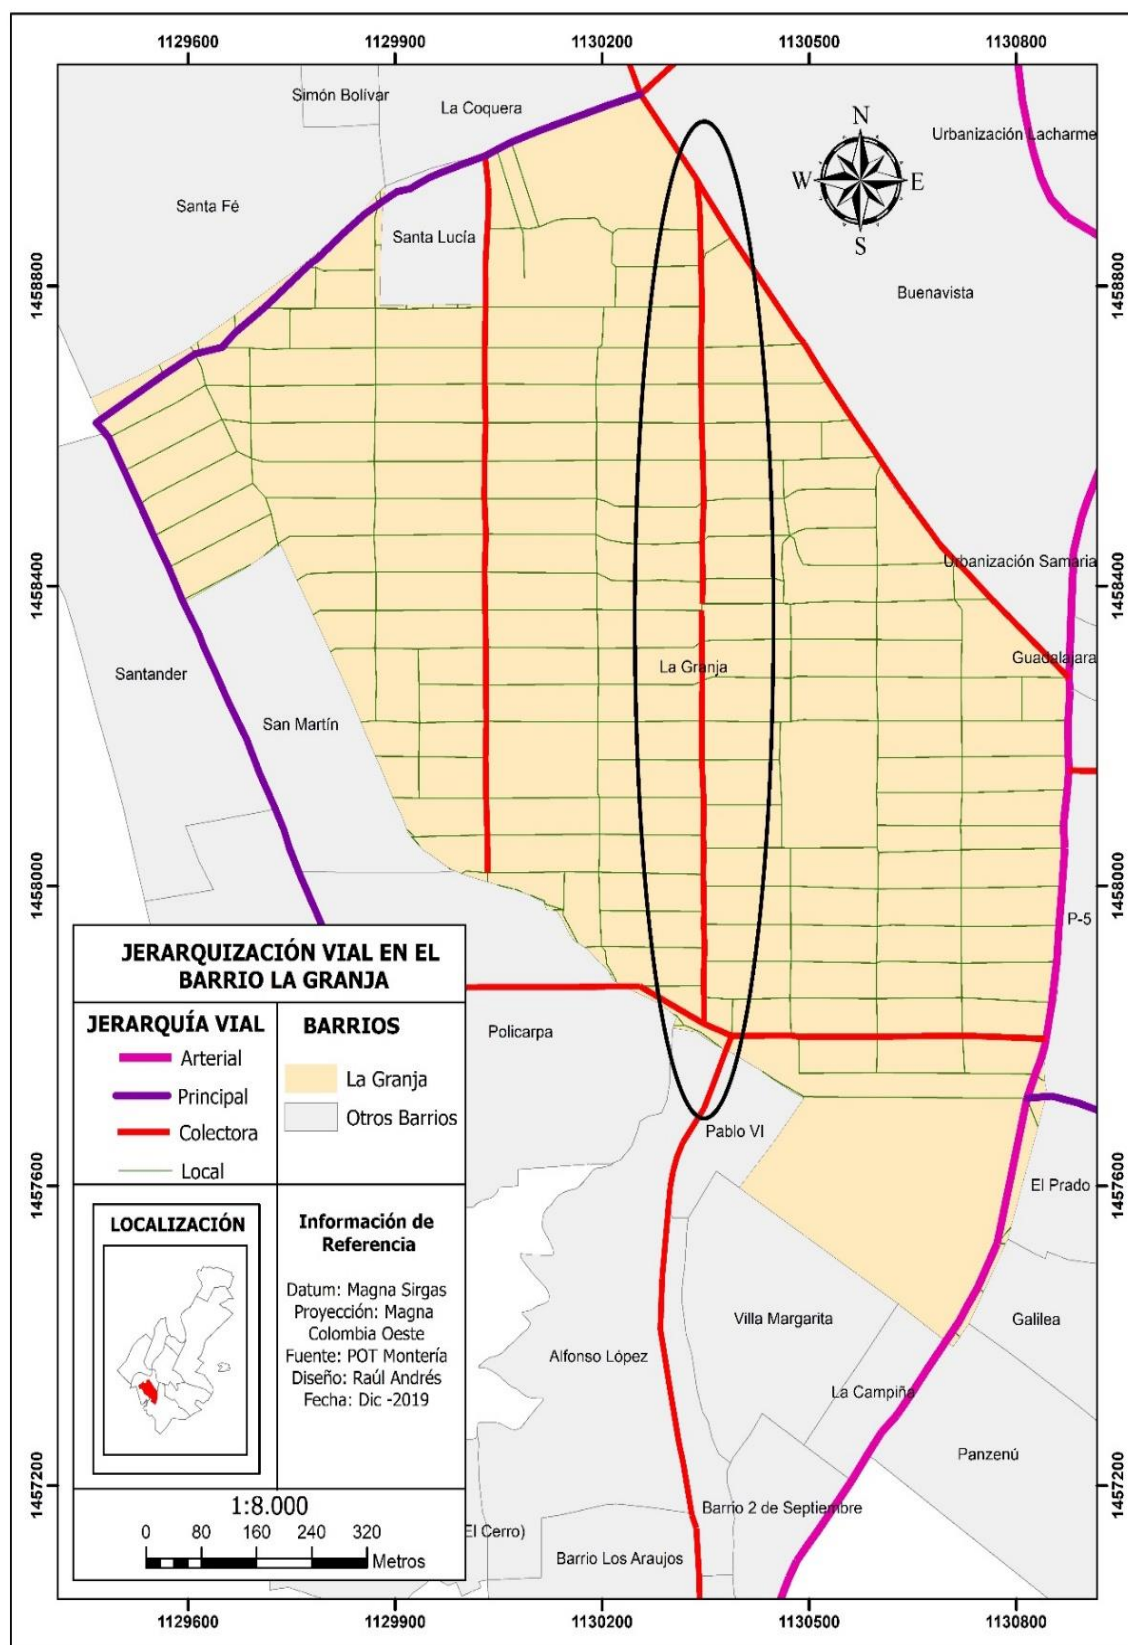 1129600 1129900 1130200 1130500 1130800
Simón Bolívar
La Coquera
Urbanización Lacharme
N
W E
S
Santa Fé
Santa Lucía
Buenavista
1458800 1458800
1458400 1458400
Urbanización Samaria
Guadalajara
La Granja
Santander
San Martín
1458000 1458000
P-5
Policarpa
Pablo VI
El Prado
1457600 1457600
Villa Margarita
Galilea
Alfonso López
La Campiña
Panzenú
1457200 1457200
Barrio 2 de Septiembre
El Cerro)
Barrio Los Araujos
JERARQUIZACIÓN VIAL EN EL
BARRIO LA GRANJA
JERARQUÍA VIAL
Arterial
Principal
Colectora
Local
BARRIOS
La Granja
Otros Barrios
LOCALIZACIÓN
Información de
Referencia
Datum: Magna Sirgas
Proyección: Magna
Colombia Oeste
Fuente: POT Montería
Diseño: Raúl Andrés
Fecha: Dic -2019
1:8.000
0 80 160 240 320
Metros
1129600 1129900 1130200 1130500 1130800